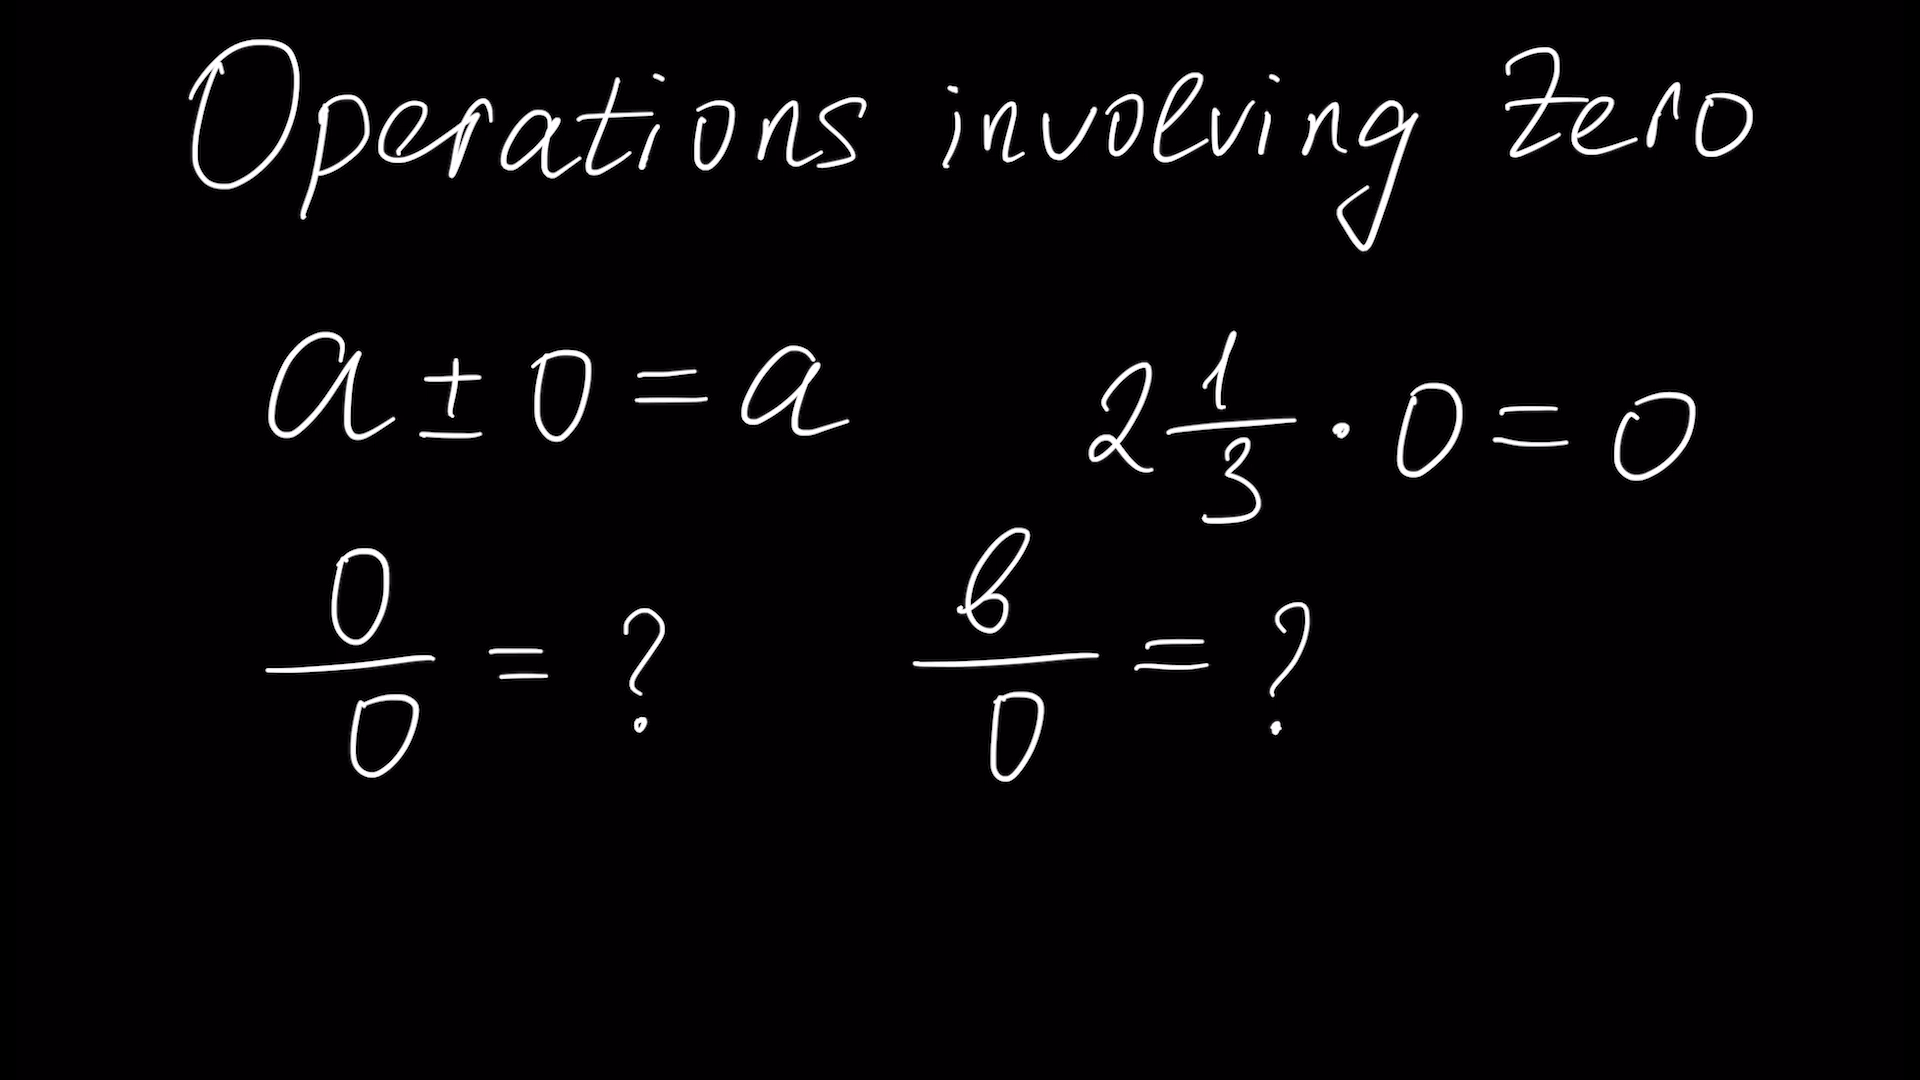 Operations involving zero
a ± 0 = a    2 1/3 · 0 = 0
0/0 = ?    b/0 = ?